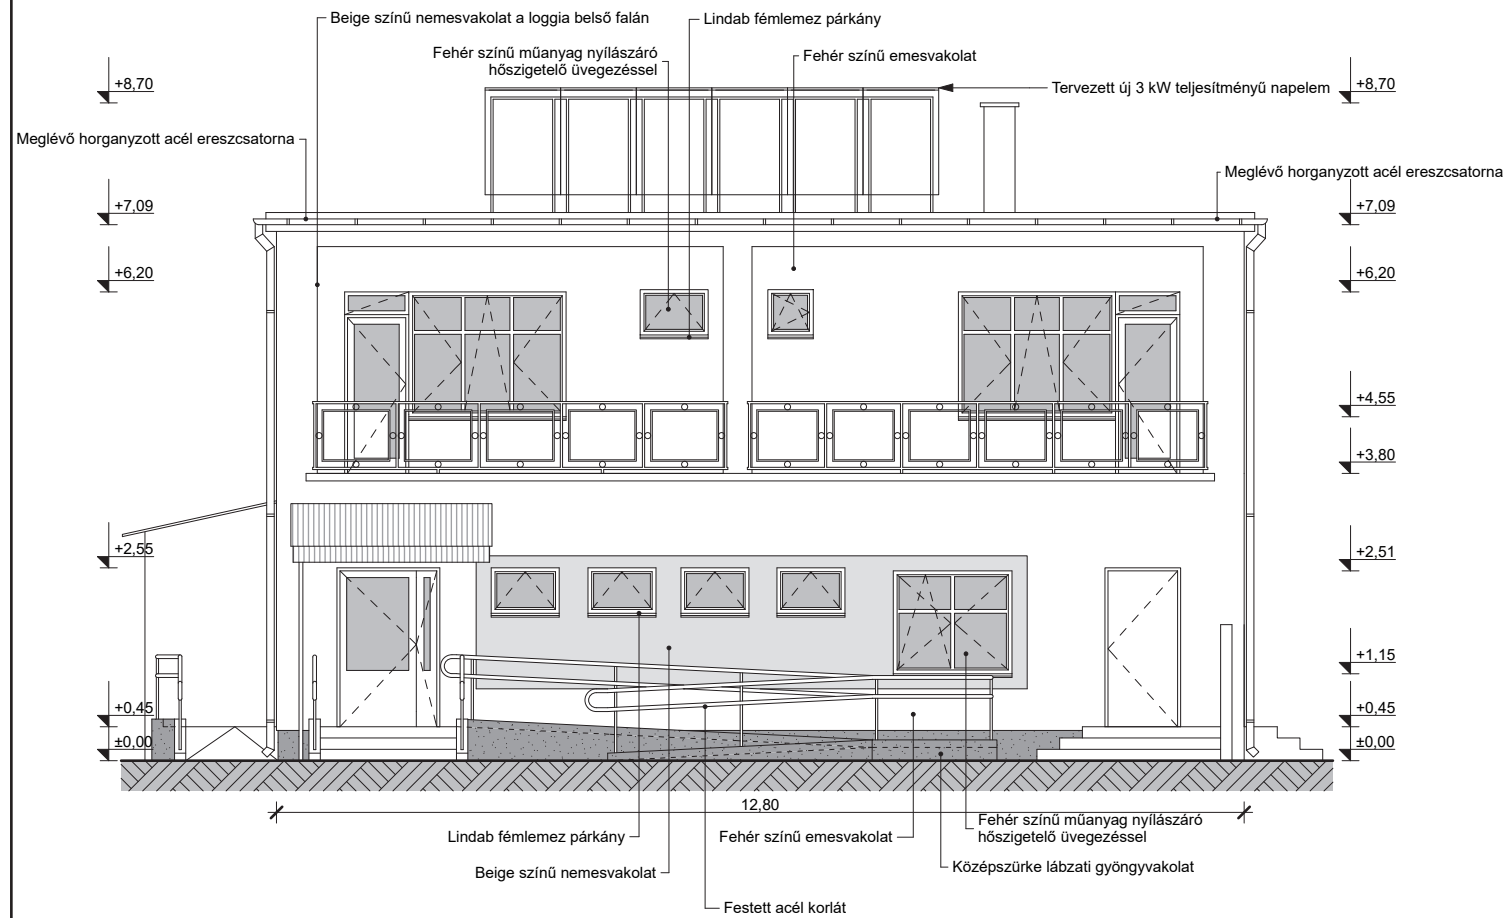 Beige színű nemesvakolat a loggia belső falán
Lindab fémlemez párkány
Fehér színű műanyag nyílászáró
hőszigetelő üvegezéssel
Fehér színű emesvakolat
+8,70
Tervezett új 3 kW teljesítményű napelem
+8,70
Meglévő horganyzott acél ereszcsatorna
Meglévő horganyzott acél ereszcsatorna
+7,09
+7,09
+6,20
+6,20
+4,55
+3,80
+2,55
+2,51
+1,15
+0,45
+0,45
±0,00
±0,00
12,80
Lindab fémlemez párkány
Fehér színű emesvakolat
Fehér színű műanyag nyílászáró
hőszigetelő üvegezéssel
Beige színű nemesvakolat
Középszürke lábzati gyöngyvakolat
Festett acél korlát